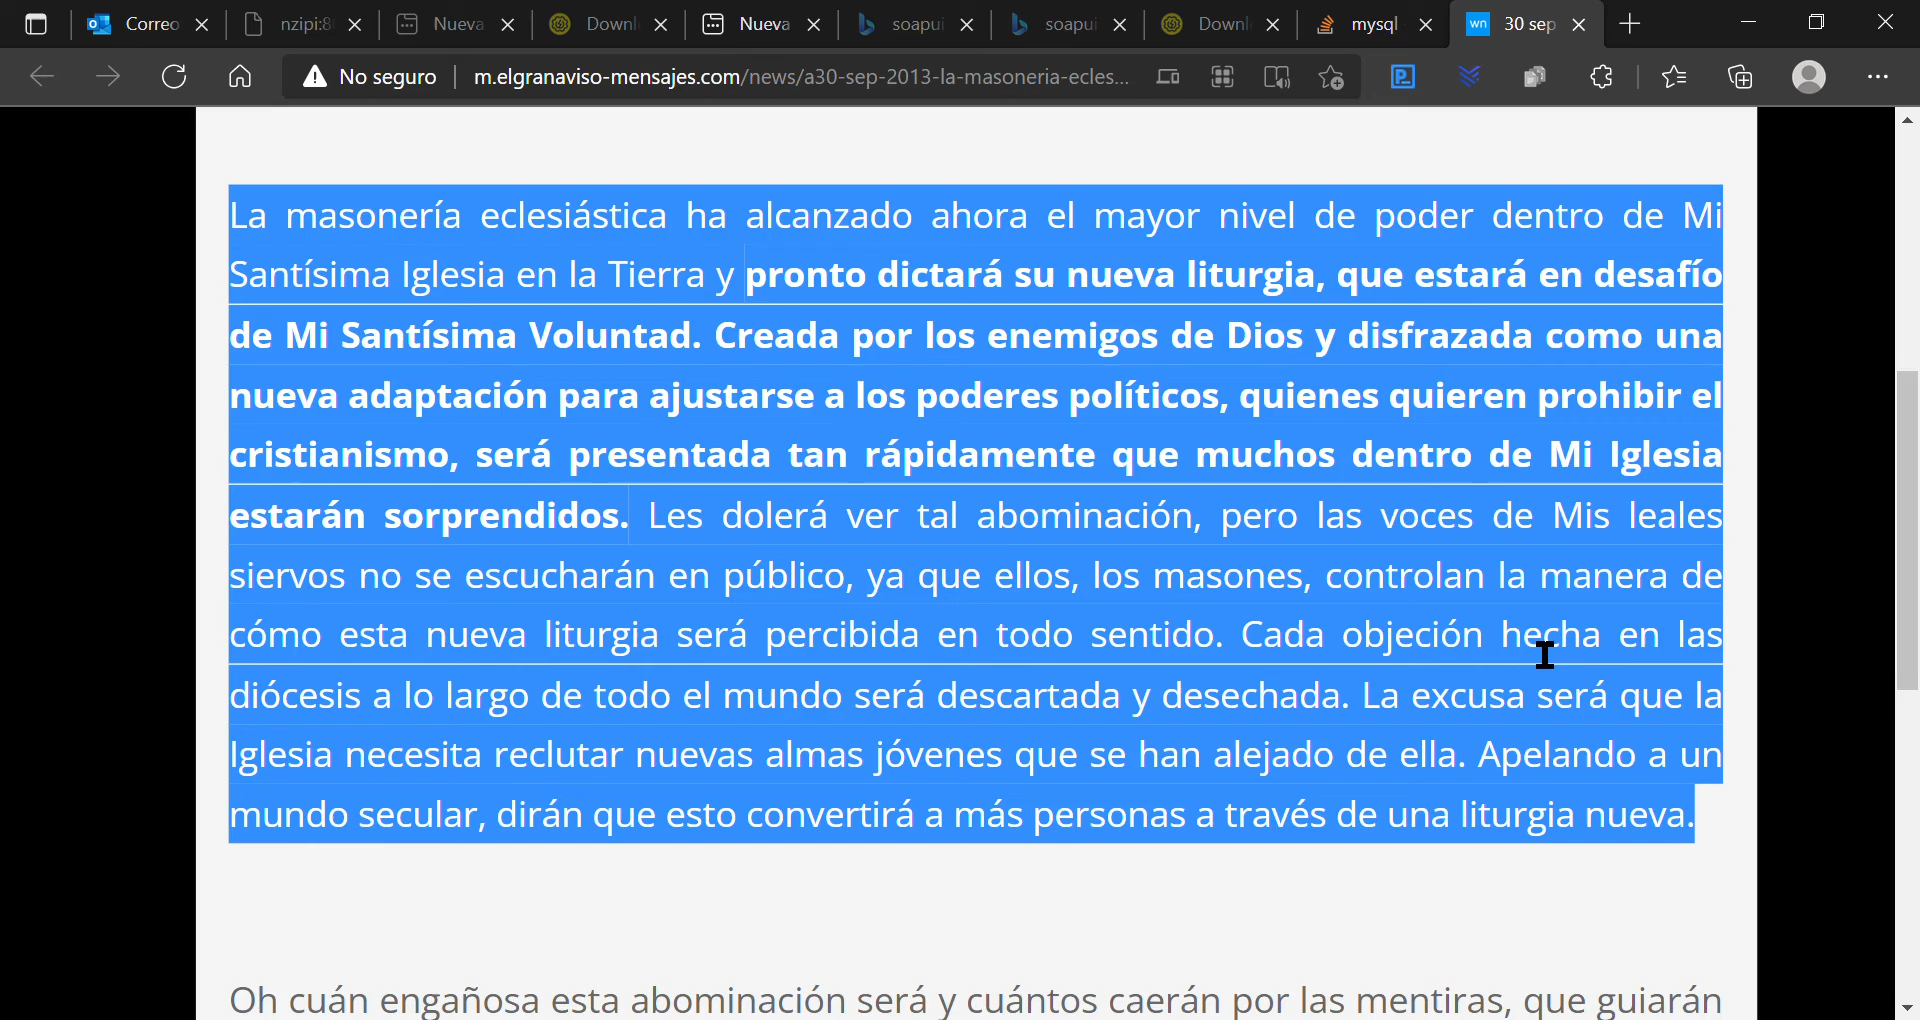 Correo
nzipi:8
Nueva
Downl
Nueva
soapui
soapui
Downl
mysql
wn
30 sep
No seguro
m.elgranaviso-mensajes.com/news/a30-sep-2013-la-masoneria-ecles...
La masonería eclesiástica ha alcanzado ahora el mayor nivel de poder dentro de Mi
Santísima Iglesia en la Tierra y pronto dictará su nueva liturgia, que estará en desafío
de Mi Santísima Voluntad. Creada por los enemigos de Dios y disfrazada como una
nueva adaptación para ajustarse a los poderes políticos, quienes quieren prohibir el
cristianismo, será presentada tan rápidamente que muchos dentro de Mi Iglesia
estarán sorprendidos. Les dolerá ver tal abominación, pero las voces de Mis leales
siervos no se escucharán en público, ya que ellos, los masones, controlan la manera de
cómo esta nueva liturgia será percibida en todo sentido. Cada objeción hecha en las
diócesis a lo largo de todo el mundo será descartada y desechada. La excusa será que la
Iglesia necesita reclutar nuevas almas jóvenes que se han alejado de ella. Apelando a un
mundo secular, dirán que esto convertirá a más personas a través de una liturgia nueva.
Oh cuán engañosa esta abominación será y cuántos caerán por las mentiras, que guiarán